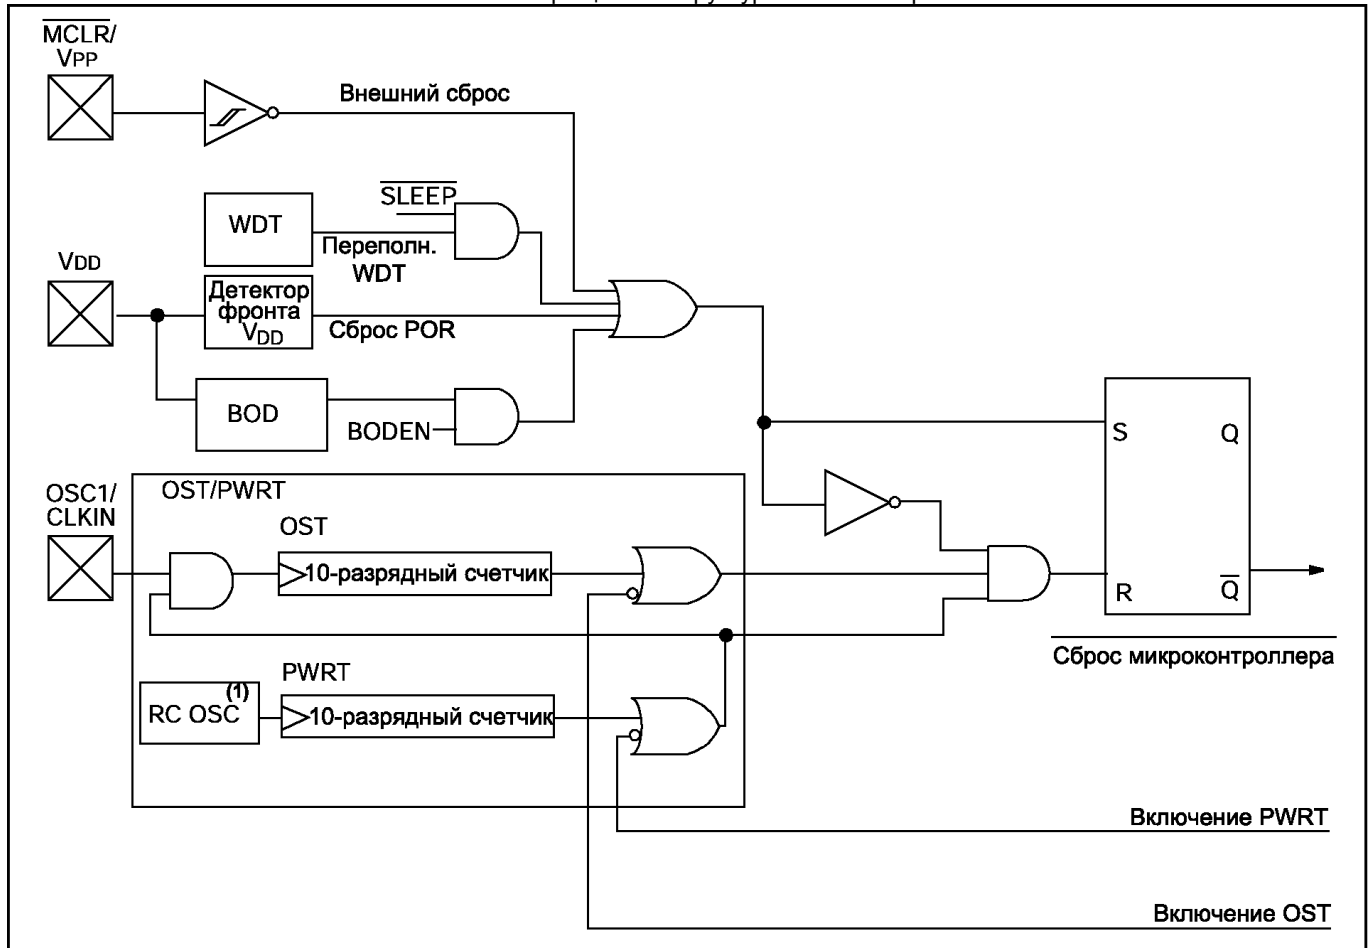 MCLR/
VPP
Внешний сброс
SLEEP
WDT
Переполн.
WDT
VDD
Детектор
фронта
VDD
Сброс POR
BOD
BODEN
S
Q
OSC1/
CLKIN
OST/PWRT
OST
10-разрядный счетчик
R
Q
Сброс микроконтроллера
PWRT
(1)
RC OSC
10-разрядный счетчик
Включение PWRT
Включение OST